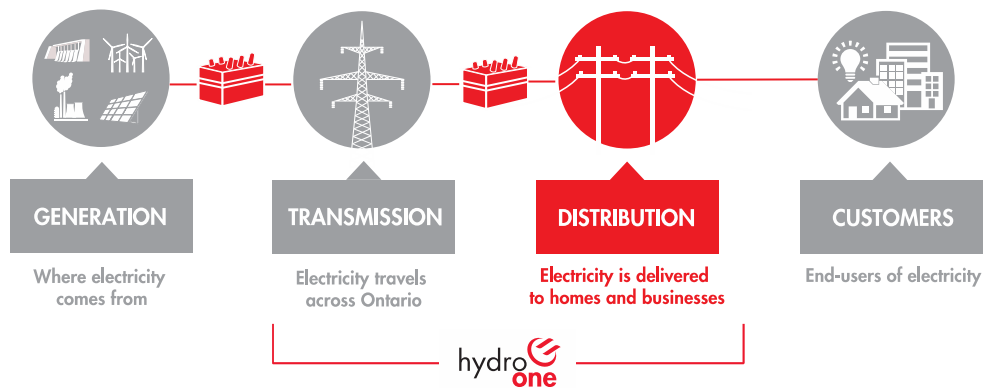 GENERATION
Where electricity
comes from
TRANSMISSION
Electricity travels
across Ontario
DISTRIBUTION
Electricity is delivered
to homes and businesses
CUSTOMERS
End-users of electricity
hydro
one